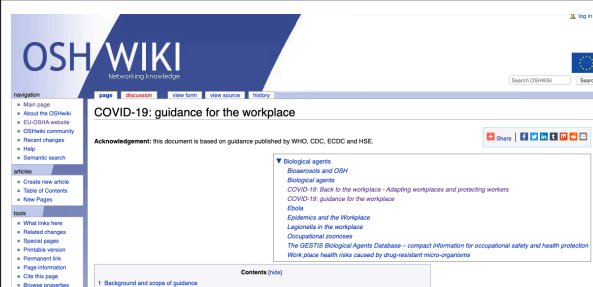 log in
OSHWIKI
Networking knowledge
Search OSHWiki
Searc
navigation
Main page
About the OSHwiki
EU-OSHA website
OSHwiki community
Recent changes
Help
Semantic search
articles
Create new article
Table of Contents
New Pages
tools
What links here
Related changes
Special pages
Printable version
Permanent link
Page information
Cite this page
Browse properties
page discussion view form view source history
COVID-19: guidance for the workplace
Acknowledgement: this document is based on guidance published by WHO, CDC, ECDC and HSE.
Share
▼ Biological agents
Bioaerosols and OSH
Biological agents
COVID-19: Back to the workplace - Adapting workplaces and protecting workers
COVID-19: guidance for the workplace
Ebola
Epidemics and the Workplace
Legionella in the workplace
Occupational zoonoses
The GESTIS Biological Agents Database – compact information for occupational safety and health protection
Work place health risks caused by drug-resistant micro-organisms
Contents [hide]
1 Background and scope of guidance